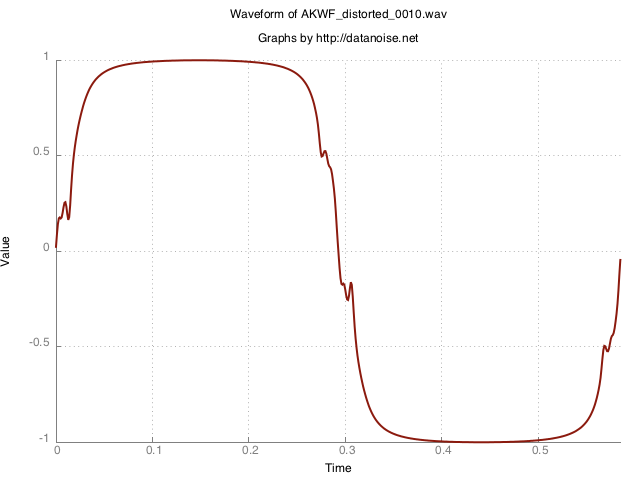 Waveform of AKWF_distorted_0010.wav
Graphs by http://datanoise.net
1
0.5
0
-0.5
-1
Value
0 0.1 0.2 0.3 0.4 0.5
Time